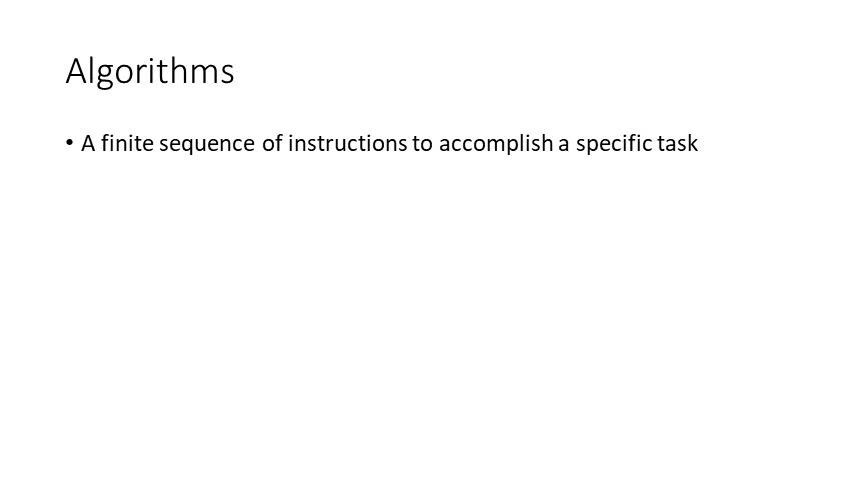 Algorithms
• A finite sequence of instructions to accomplish a specific task